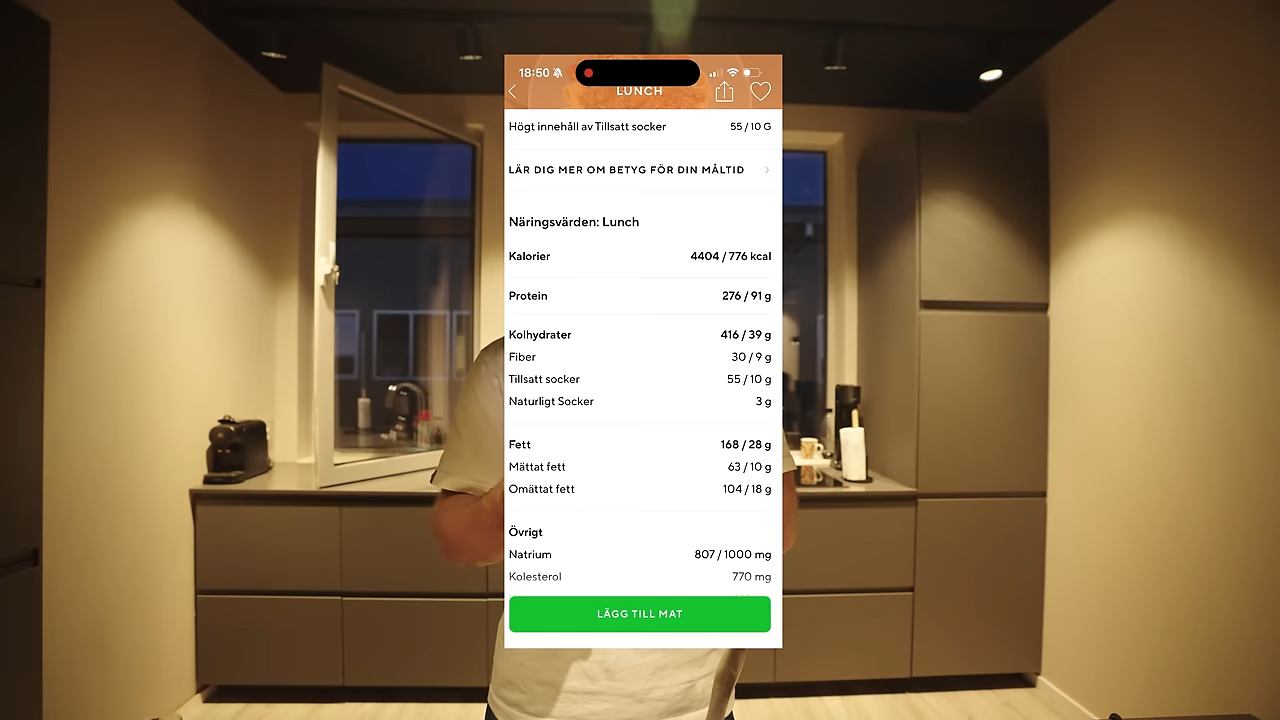 18:50
LUNCH
Högt innehåll av Tillsatt socker 55 / 10 G
LÄR DIG MER OM BETYG FÖR DIN MÅLTID
Näringsvärden: Lunch
Kalorier 4404 / 776 kcal
Protein 276 / 91 g
Kolhydrater 416 / 39 g
Fiber 30 / 9 g
Tillsatt socker 55 / 10 g
Naturligt Socker 3 g
Fett 168 / 28 g
Mättat fett 63 / 10 g
Omättat fett 104 / 18 g
Övrigt
Natrium 807 / 1000 mg
Kolesterol 770 mg
LÄGG TILL MAT